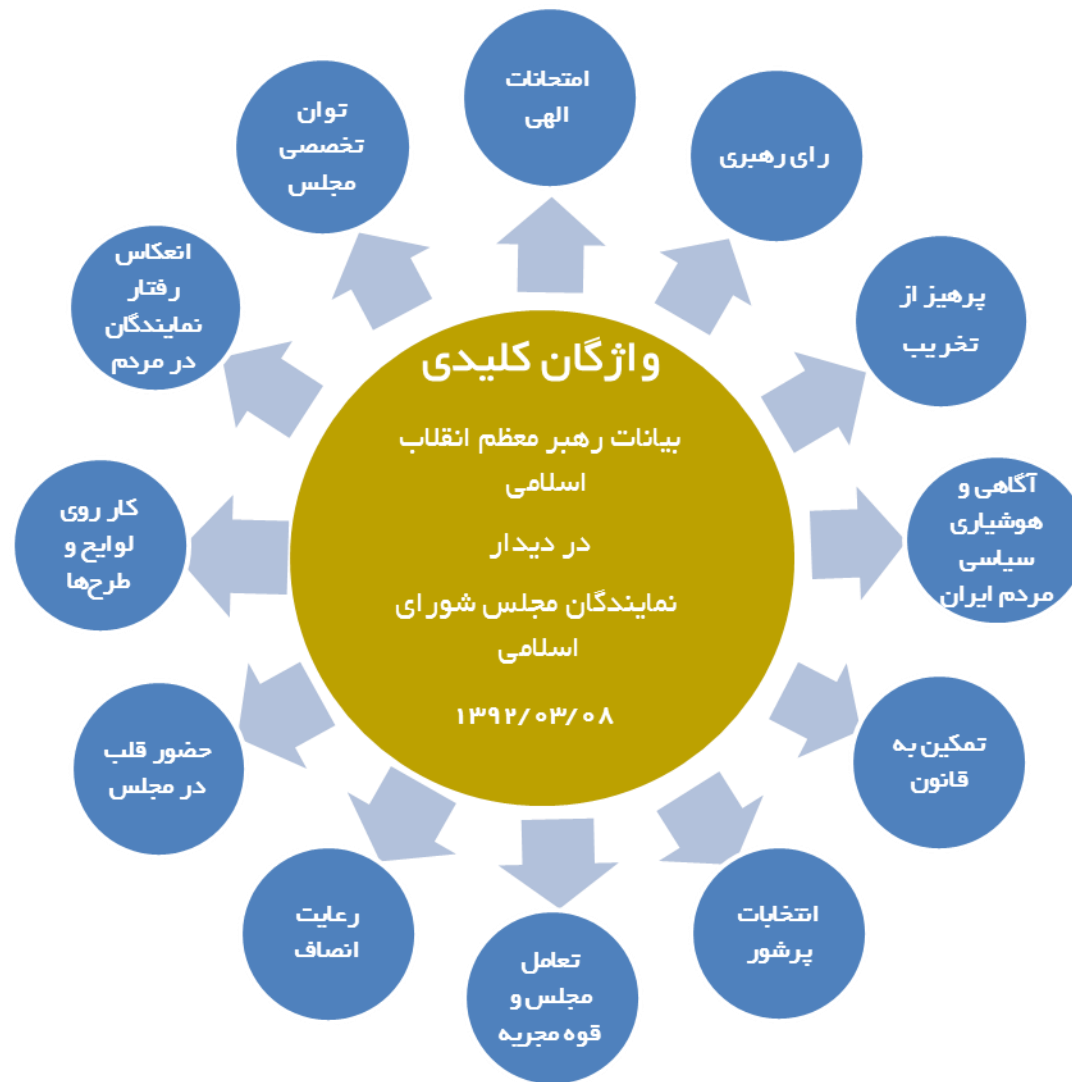 واژگان کلیدی
بیانات رهبر معظم انقلاب
اسلامی
در دیدار
نمایندگان مجلس شورای
اسلامی
۱۳۹۲/۰۳/۰۸
امتحانات
الهی
رای رهبری
پرهیز از
تخریب
آگاهی و
هوشیاری
سیاسی
مردم ایران
تمکین به
قانون
انتخابات
پرشور
تعامل
مجلس و
قوه مجریه
رعایت
انصاف
حضور قلب
در مجلس
کار روی
لوایح و
طرح‌ها
انعکاس
رفتار
نمایندگان
در مردم
توان
تخصصی
مجلس